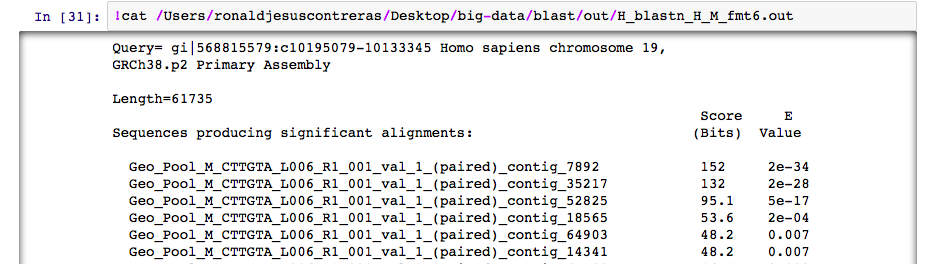 In [31]: !cat /Users/ronaldjesuscontreras/Desktop/big-data/blast/out/H_blastn_H_M_fmt6.out
Query= gi|568815579:c10195079-10133345 Homo sapiens chromosome 19,
GRCh38.p2 Primary Assembly
Length=61735
Score E
Sequences producing significant alignments: (Bits) Value
Geo_Pool_M_CTTGTA_L006_R1_001_val_1_(paired)_contig_7892 152 2e-34
Geo_Pool_M_CTTGTA_L006_R1_001_val_1_(paired)_contig_35217 132 2e-28
Geo_Pool_M_CTTGTA_L006_R1_001_val_1_(paired)_contig_52825 95.1 5e-17
Geo_Pool_M_CTTGTA_L006_R1_001_val_1_(paired)_contig_18565 53.6 2e-04
Geo_Pool_M_CTTGTA_L006_R1_001_val_1_(paired)_contig_64903 48.2 0.007
Geo_Pool_M_CTTGTA_L006_R1_001_val_1_(paired)_contig_14341 48.2 0.007